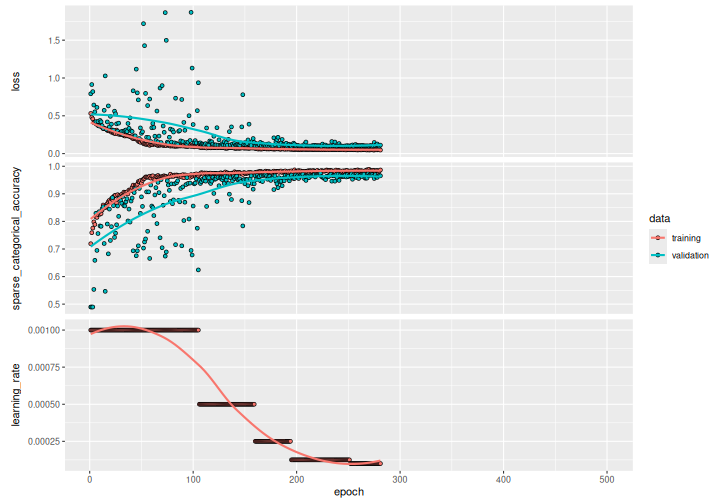 loss
1.5
1.0
0.5
0.0
sparse_categorical_accuracy
1.0
0.9
0.8
0.7
0.6
0.5
learning_rate
0.00100
0.00075
0.00050
0.00025
0 100 200 300 400 500
epoch
data
training
validation